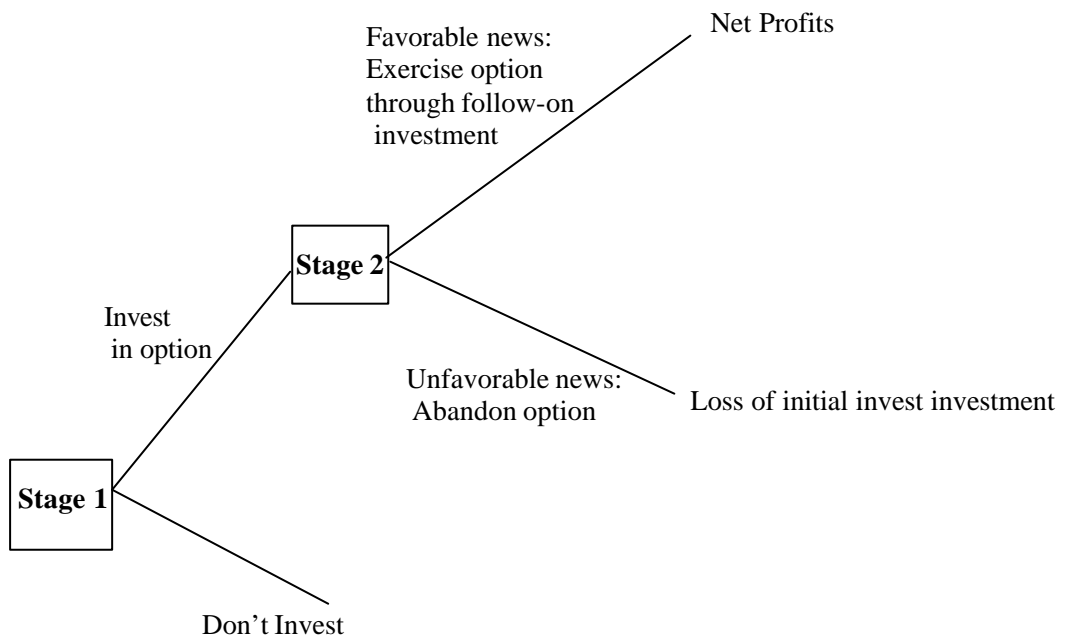 Net Profits
Favorable news:
Exercise option
through follow-on
investment
Stage 2
Invest
in option
Unfavorable news:
Abandon option
Loss of initial invest investment
Stage 1
Don’t Invest